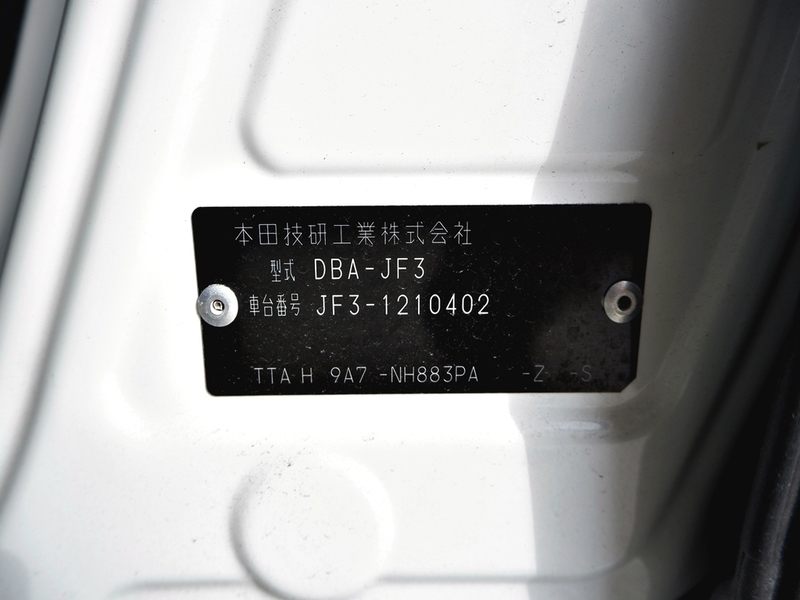 本田技研工業株式会社
型式 DBA-JF3
車台番号 JF3-1210402
TTA H 9A7 -NH883PA -Z -S